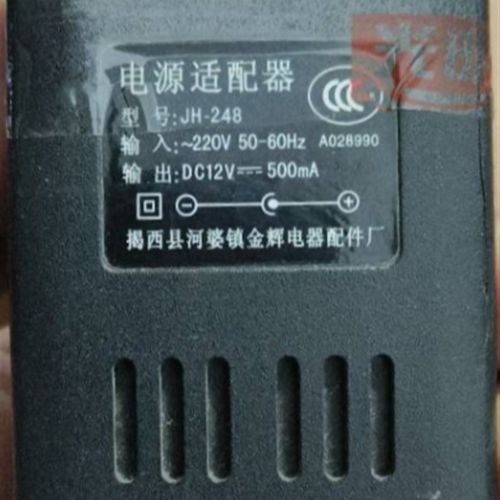 电源适配器
型号:JH-248
输入:~220V 50-60Hz A028990
输出:DC12V⎓500mA
揭西县河婆镇金辉电器配件厂